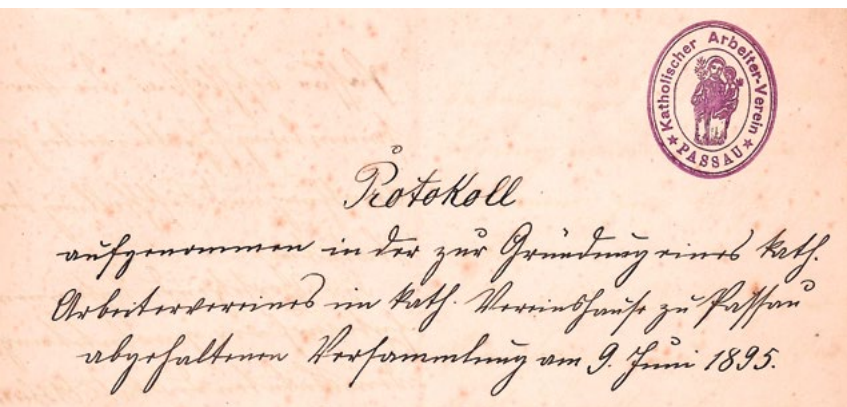 Katholischer Arbeiter-Verein
PASSAU
Protokoll
aufgenommen in der zur Gründung eines kath.
Arbeitervereines im kath. Vereinshause zu Passau
abgehaltenen Versammlung am 9. Juni 1895.